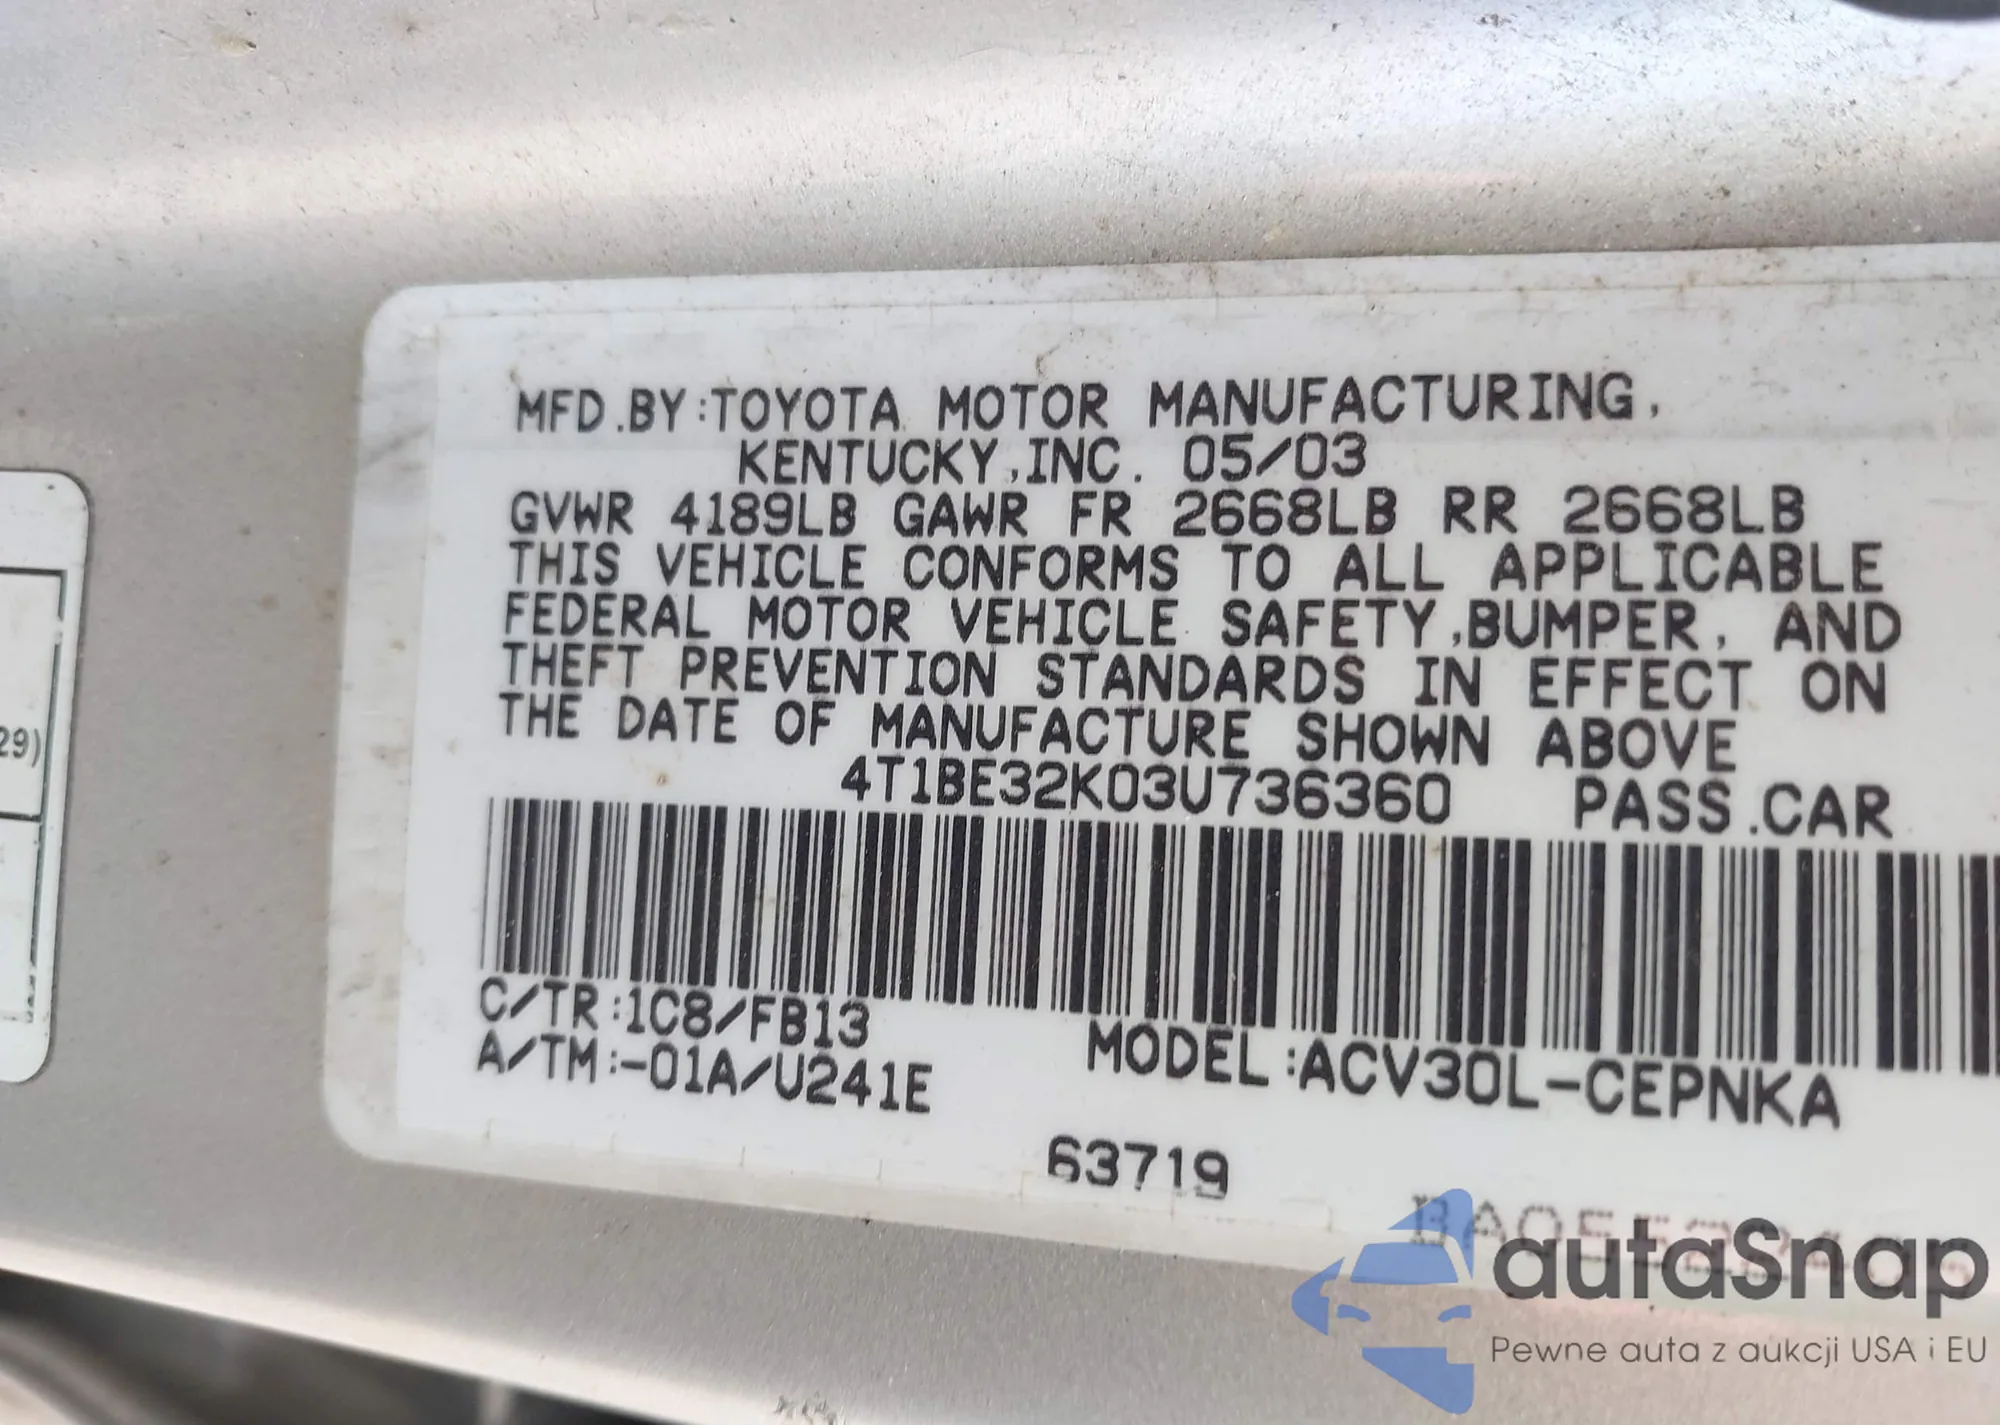 MFD.BY:TOYOTA MOTOR MANUFACTURING,
KENTUCKY,INC. 05/03
GVWR 4189LB GAWR FR 2668LB RR 2668LB
THIS VEHICLE CONFORMS TO ALL APPLICABLE
FEDERAL MOTOR VEHICLE SAFETY,BUMPER, AND
THEFT PREVENTION STANDARDS IN EFFECT ON
THE DATE OF MANUFACTURE SHOWN ABOVE
4T1BE32K03U736360 PASS.CAR
C/TR:1C8/FB13
A/TM:-01A/U241E
MODEL:ACV30L-CEPNKA
63719
29)
autaSnap
Pewne auta z aukcji USA i EU